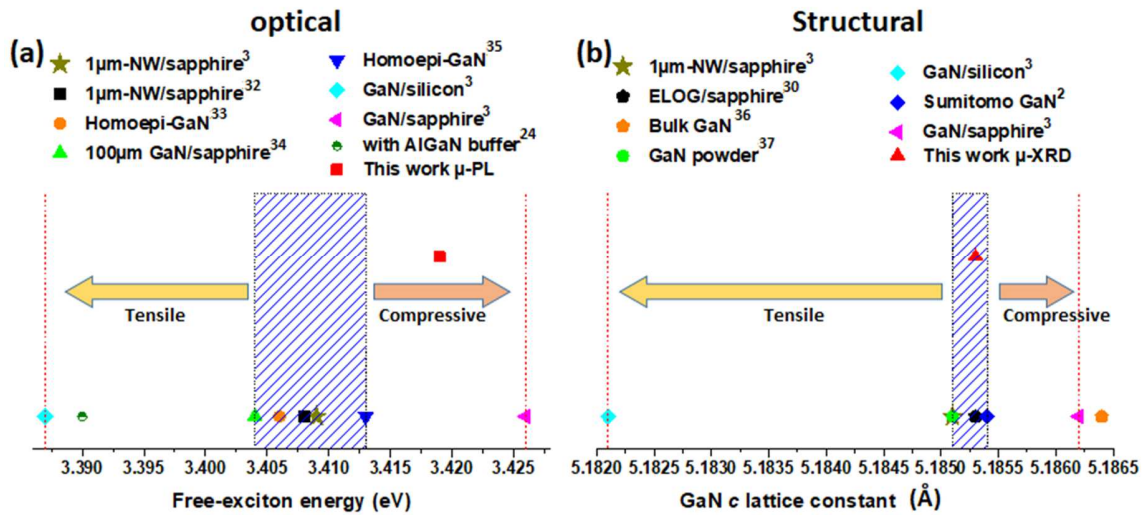 optical
(a)
1μm-NW/sapphire3
1μm-NW/sapphire32
Homoepi-GaN33
100μm GaN/sapphire34
Homoepi-GaN35
GaN/silicon3
GaN/sapphire3
with AlGaN buffer24
This work μ-PL
Tensile
Compressive
3.390 3.395 3.400 3.405 3.410 3.415 3.420 3.425
Free-exciton energy (eV)
Structural
(b)
1μm-NW/sapphire3
ELOG/sapphire30
Bulk GaN36
GaN powder37
GaN/silicon3
Sumitomo GaN2
GaN/sapphire3
This work μ-XRD
Tensile
Compressive
5.1820 5.1825 5.1830 5.1835 5.1840 5.1845 5.1850 5.1855 5.1860 5.1865
GaN c lattice constant (Å)